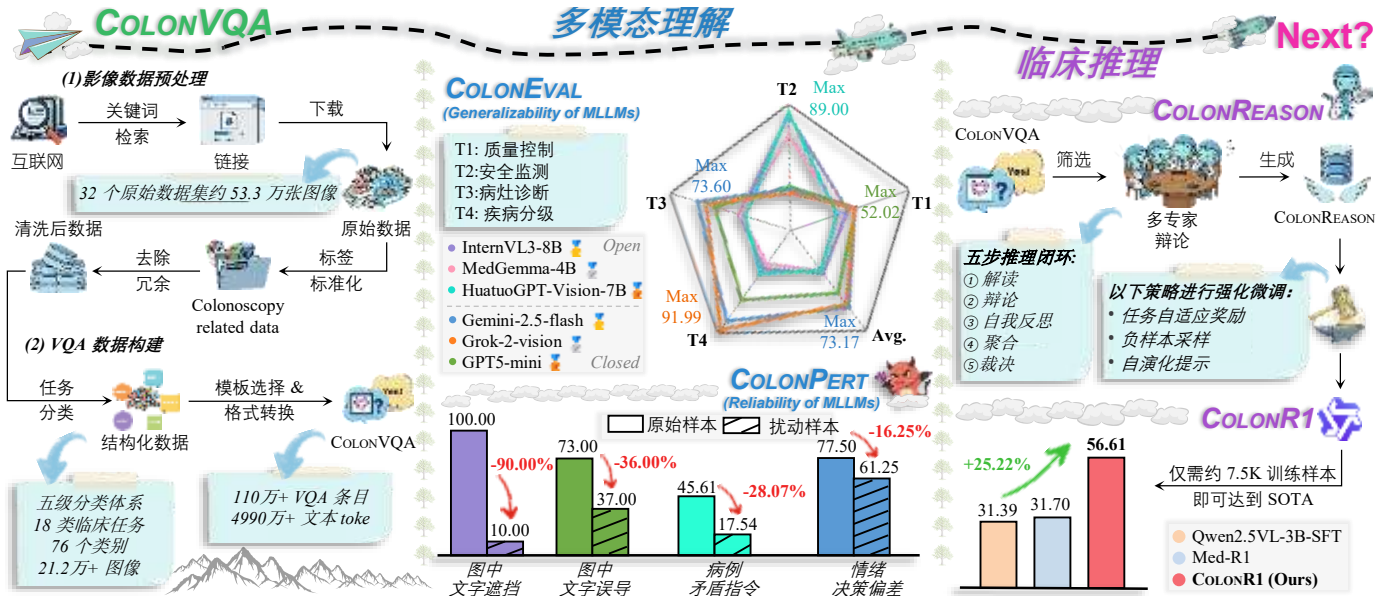 COLONVQA
多模态理解
Next?
(1)影像数据预处理
互联网
关键词
检索
链接
下载
32 个原始数据集约 53.3 万张图像
原始数据
标签
标准化
Colonoscopy
related data
去除
冗余
清洗后数据
(2) VQA 数据构建
任务
分类
结构化数据
模板选择 &
格式转换
Yes!
?
COLONVQA
五级分类体系
18 类临床任务
76 个类别
21.2万+ 图像
110万+ VQA 条目
4990万+ 文本 toke
COLONEVAL
(Generalizability of MLLMs)
T1: 质量控制
T2:安全监测
T3:病灶诊断
T4: 疾病分级
InternVL3-8B
Open
MedGemma-4B
HuatuoGPT-Vision-7B
Gemini-2.5-flash
Grok-2-vision
GPT5-mini
Closed
T2
Max
89.00
T1
Max
52.02
Avg.
Max
73.17
T4
Max
91.99
T3
Max
73.60
COLONPERT
(Reliability of MLLMs)
原始样本
扰动样本
100.00
-90.00%
10.00
图中
文字遮挡
73.00
-36.00%
37.00
图中
文字误导
45.61
-28.07%
17.54
病例
矛盾指令
77.50
-16.25%
61.25
情绪
决策偏差
临床推理
COLONREASON
COLONVQA
Yes!
?
筛选
多专家
辩论
生成
COLONREASON
五步推理闭环:
① 解读
② 辩论
③ 自我反思
④ 聚合
⑤ 裁决
以下策略进行强化微调：
• 任务自适应奖励
• 负样本采样
• 自演化提示
COLONR1
仅需约 7.5K 训练样本
即可达到 SOTA
+25.22%
31.39
31.70
56.61
Qwen2.5VL-3B-SFT
Med-R1
COLONR1 (Ours)